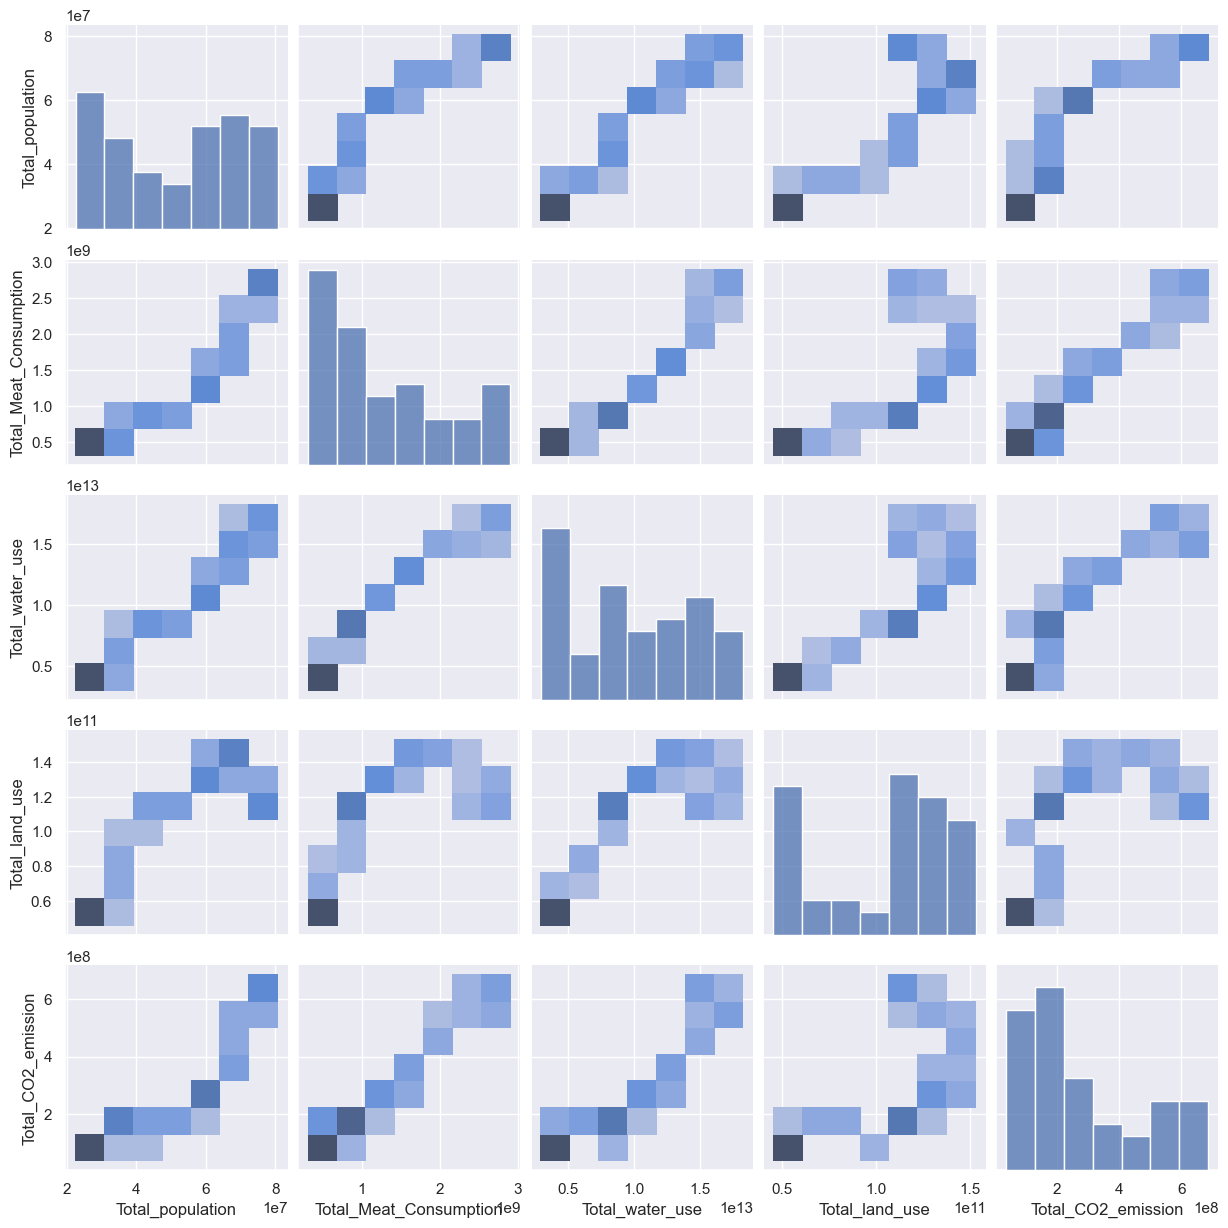 1e7
8
6
4
2
Total_population
1e9
3.0
2.5
2.0
1.5
1.0
0.5
Total_Meat_Consumption
1e13
1.5
1.0
0.5
Total_water_use
1e11
1.4
1.2
1.0
0.8
0.6
Total_land_use
1e8
6
4
2
Total_CO2_emission
2 4 6 8 1 2 3 0.5 1.0 1.5 0.5 1.0 1.5 2 4 6
Total_population 1e7 Total_Meat_Consumption 1e9 Total_water_use 1e13 Total_land_use 1e11 Total_CO2_emission 1e8